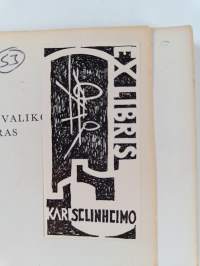 53
VALIKO
RAS
EX LIBRIS
KARI SELINHEIMO